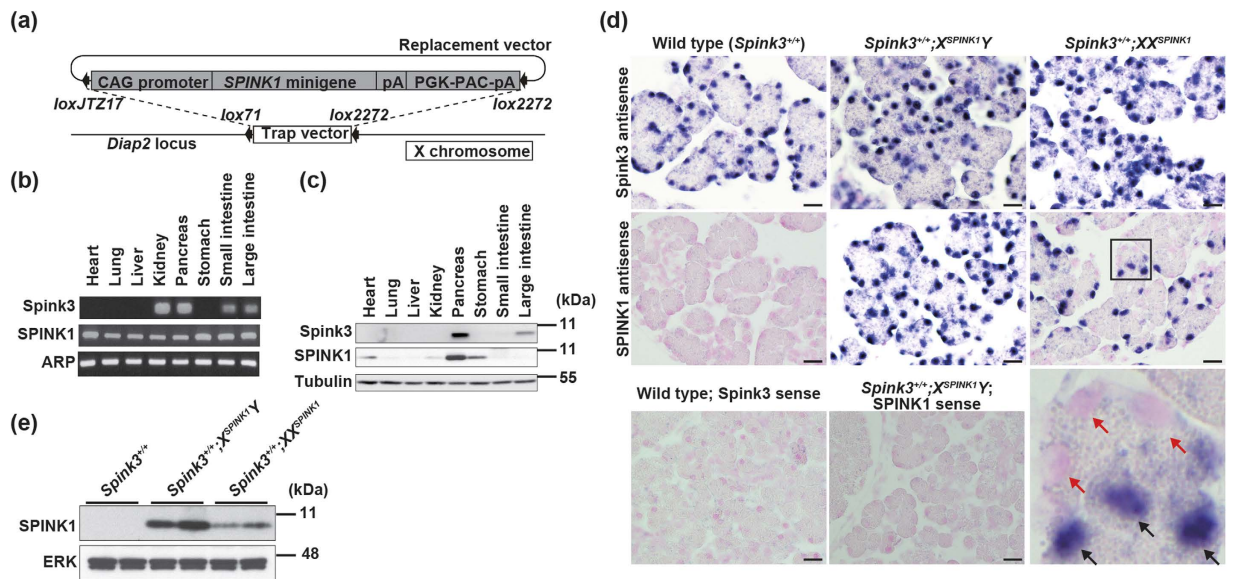 (a)
Replacement vector
CAG promoter SPINK1 minigene pA PGK-PAC-pA
loxJTZ17 lox71 lox2272 lox2272
Trap vector
Diap2 locus
X chromosome
(b)
Heart Lung Liver Kidney Pancreas Stomach Small intestine Large intestine
Spink3
SPINK1
ARP
(c)
Heart Lung Liver Kidney Pancreas Stomach Small intestine Large intestine
(kDa)
Spink3 11
SPINK1 11
Tubulin 55
(e)
Spink3+/+ Spink3+/+;XSPINK1Y Spink3+/+;XXSPINK1
(kDa)
SPINK1 11
ERK 48
(d)
Wild type (Spink3+/+) Spink3+/+;XSPINK1Y Spink3+/+;XXSPINK1
Spink3 antisense
SPINK1 antisense
Wild type; Spink3 sense
Spink3+/+;XSPINK1Y;
SPINK1 sense